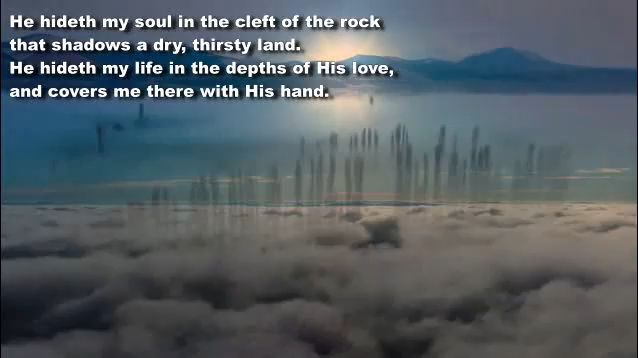 He hideth my soul in the cleft of the rock
that shadows a dry, thirsty land.
He hideth my life in the depths of His love,
and covers me there with His hand.